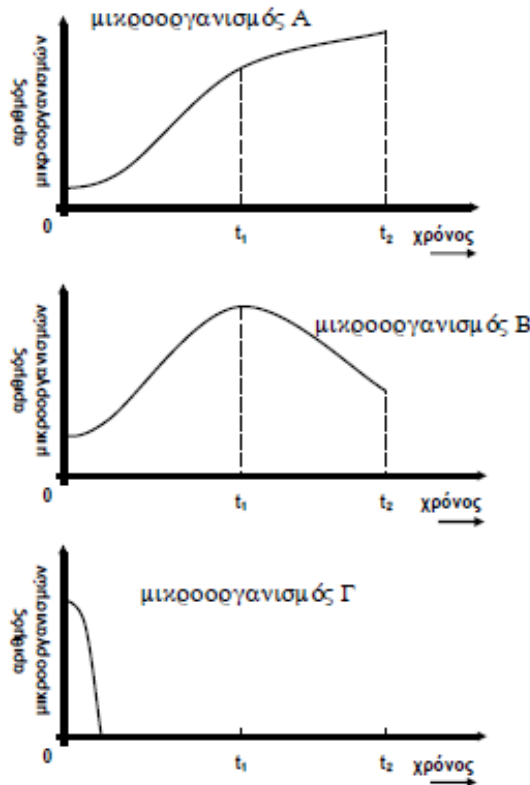 μικροοργανισμός Α
αριθμός
μικροοργανισμών
0
t₁
t₂
χρόνος
μικροοργανισμός Β
αριθμός
μικροοργανισμών
0
t₁
t₂
χρόνος
μικροοργανισμός Γ
αριθμός
μικροοργανισμών
0
t₁
t₂
χρόνος